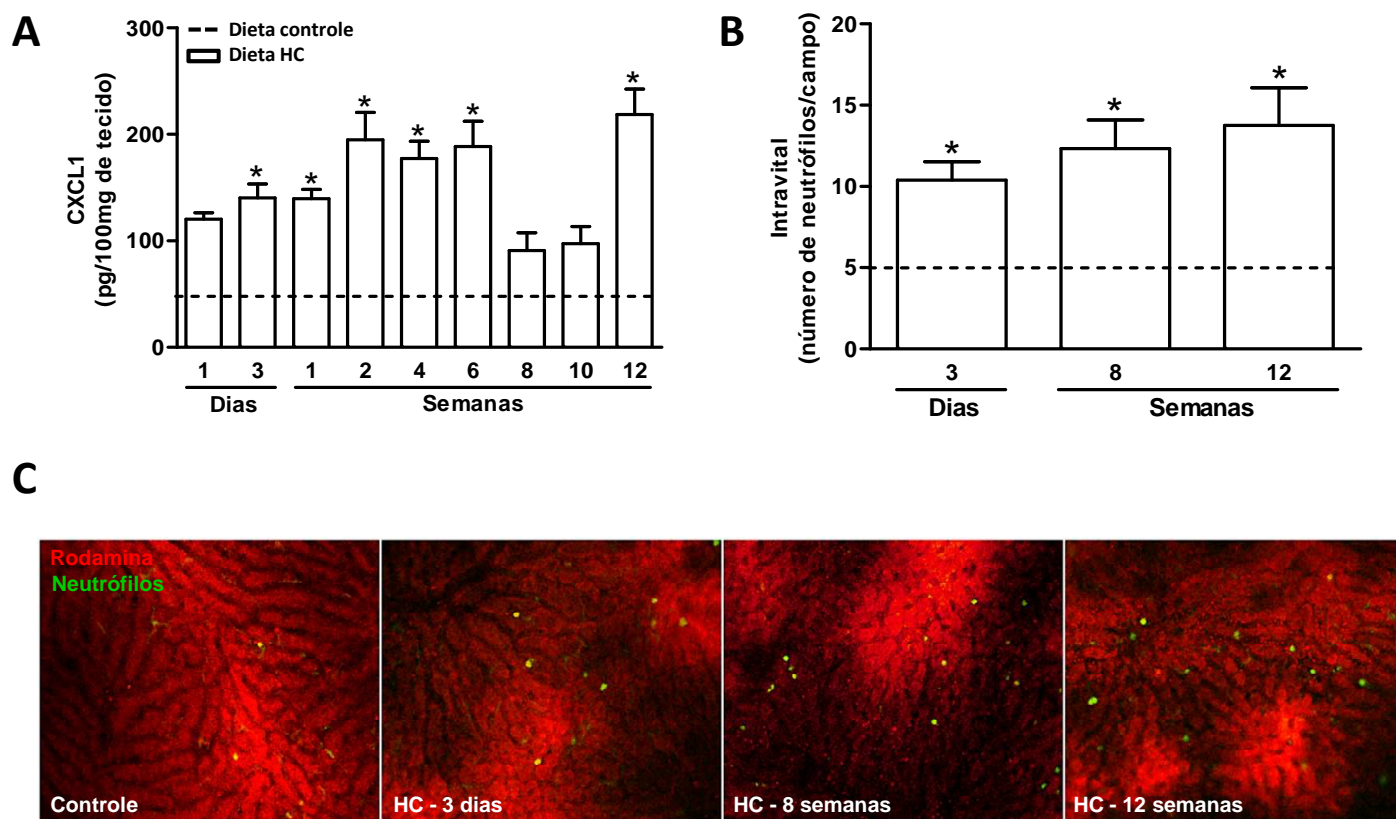 A
CXCL1
(pg/100mg de tecido)
300
200
100
0
Dieta controle
Dieta HC
* * * * * *
1 3 1 2 4 6 8 10 12
Dias Semanas
B
Intravital
(número de neutrófilos/campo)
20
15
10
5
0
* * *
3 8 12
Dias Semanas
C
Rodamina
Neutrófilos
Controle
HC - 3 dias
HC - 8 semanas
HC - 12 semanas